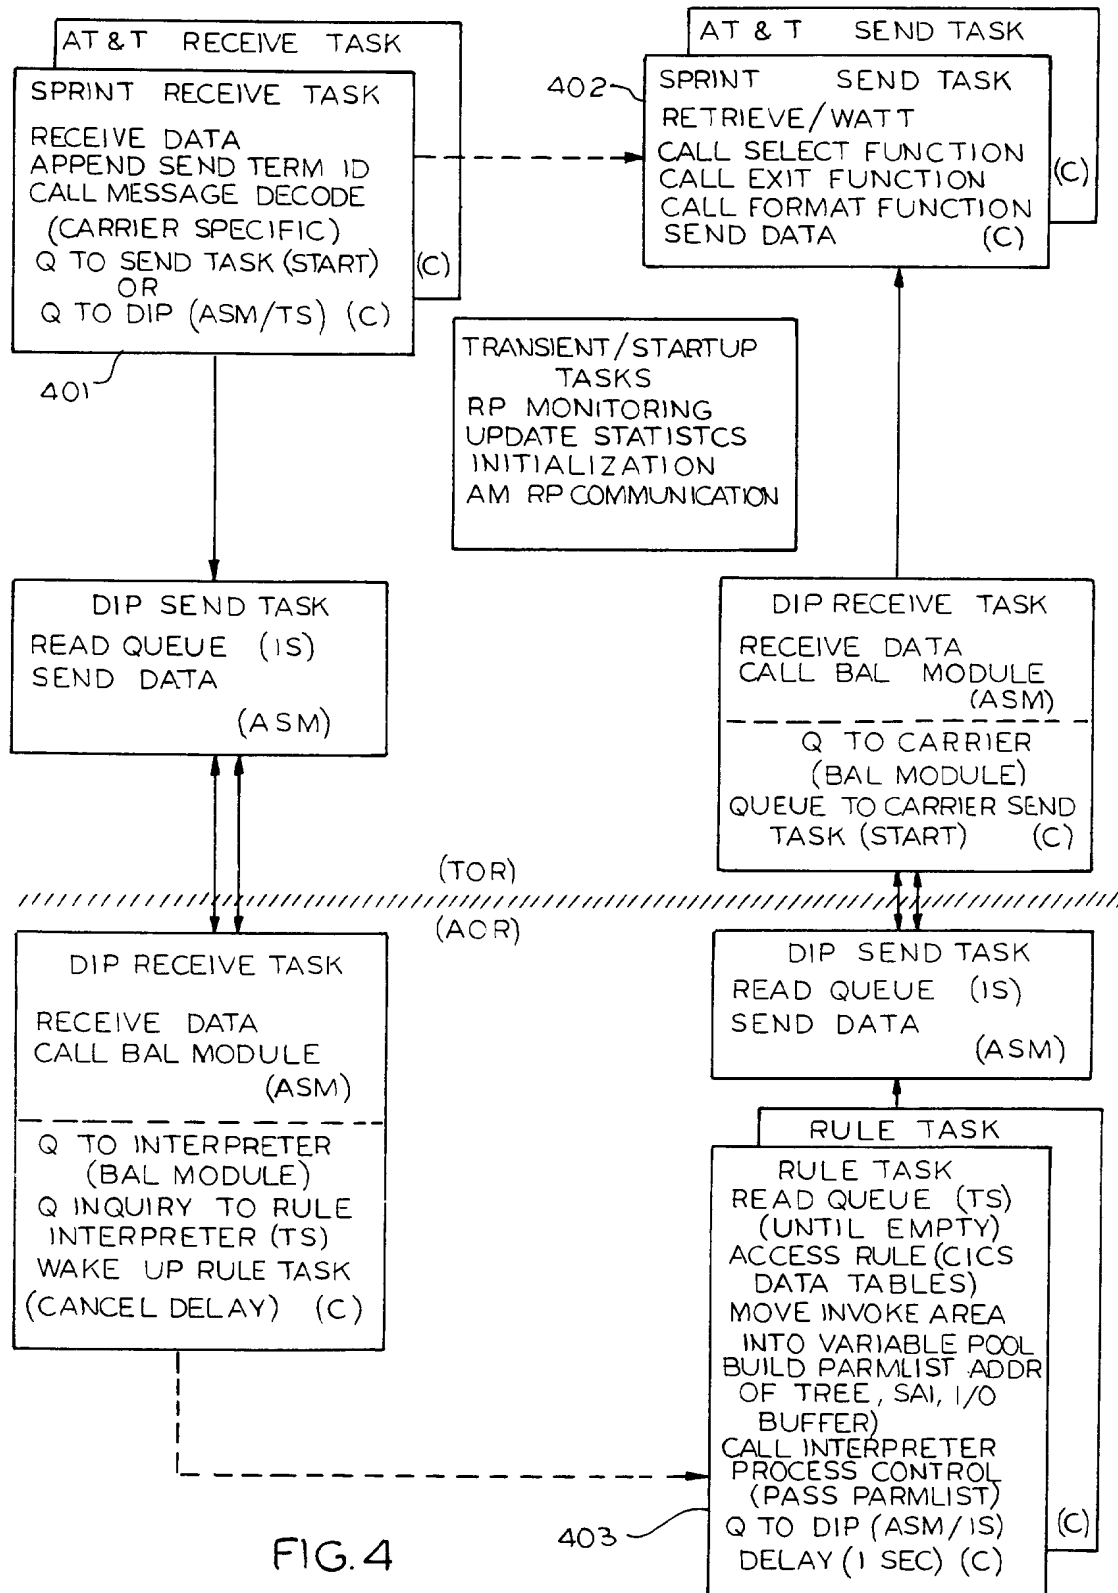 AT & T RECEIVE TASK
SPRINT RECEIVE TASK
RECEIVE DATA
APPEND SEND TERM ID
CALL MESSAGE DECODE
(CARRIER SPECIFIC)
Q TO SEND TASK (START)
OR
Q TO DIP (ASM/TS) (C)
(C)
401
AT & T SEND TASK
402
SPRINT SEND TASK
RETRIEVE/WATT
CALL SELECT FUNCTION
CALL EXIT FUNCTION
CALL FORMAT FUNCTION
SEND DATA (C)
(C)
TRANSIENT/STARTUP
TASKS
RP MONITORING
UPDATE STATISTCS
INITIALIZATION
AM RP COMMUNICATION
DIP SEND TASK
READ QUEUE (IS)
SEND DATA
(ASM)
DIP RECEIVE TASK
RECEIVE DATA
CALL BAL MODULE
(ASM)
Q TO CARRIER
(BAL MODULE)
QUEUE TO CARRIER SEND
TASK (START) (C)
(TOR)
(AOR)
DIP RECEIVE TASK
RECEIVE DATA
CALL BAL MODULE
(ASM)
Q TO INTERPRETER
(BAL MODULE)
Q INQUIRY TO RULE
INTERPRETER (TS)
WAKE UP RULE TASK
(CANCEL DELAY) (C)
DIP SEND TASK
READ QUEUE (IS)
SEND DATA
(ASM)
RULE TASK
RULE TASK
READ QUEUE (TS)
(UNTIL EMPTY)
ACCESS RULE (CICS
DATA TABLES)
MOVE INVOKE AREA
INTO VARIABLE POOL
BUILD PARMLIST ADDR
OF TREE, SAI, I/O
BUFFER)
CALL INTERPRETER
PROCESS CONTROL
(PASS PARMLIST)
Q TO DIP (ASM/IS)
DELAY (1 SEC) (C)
(C)
403
FIG. 4